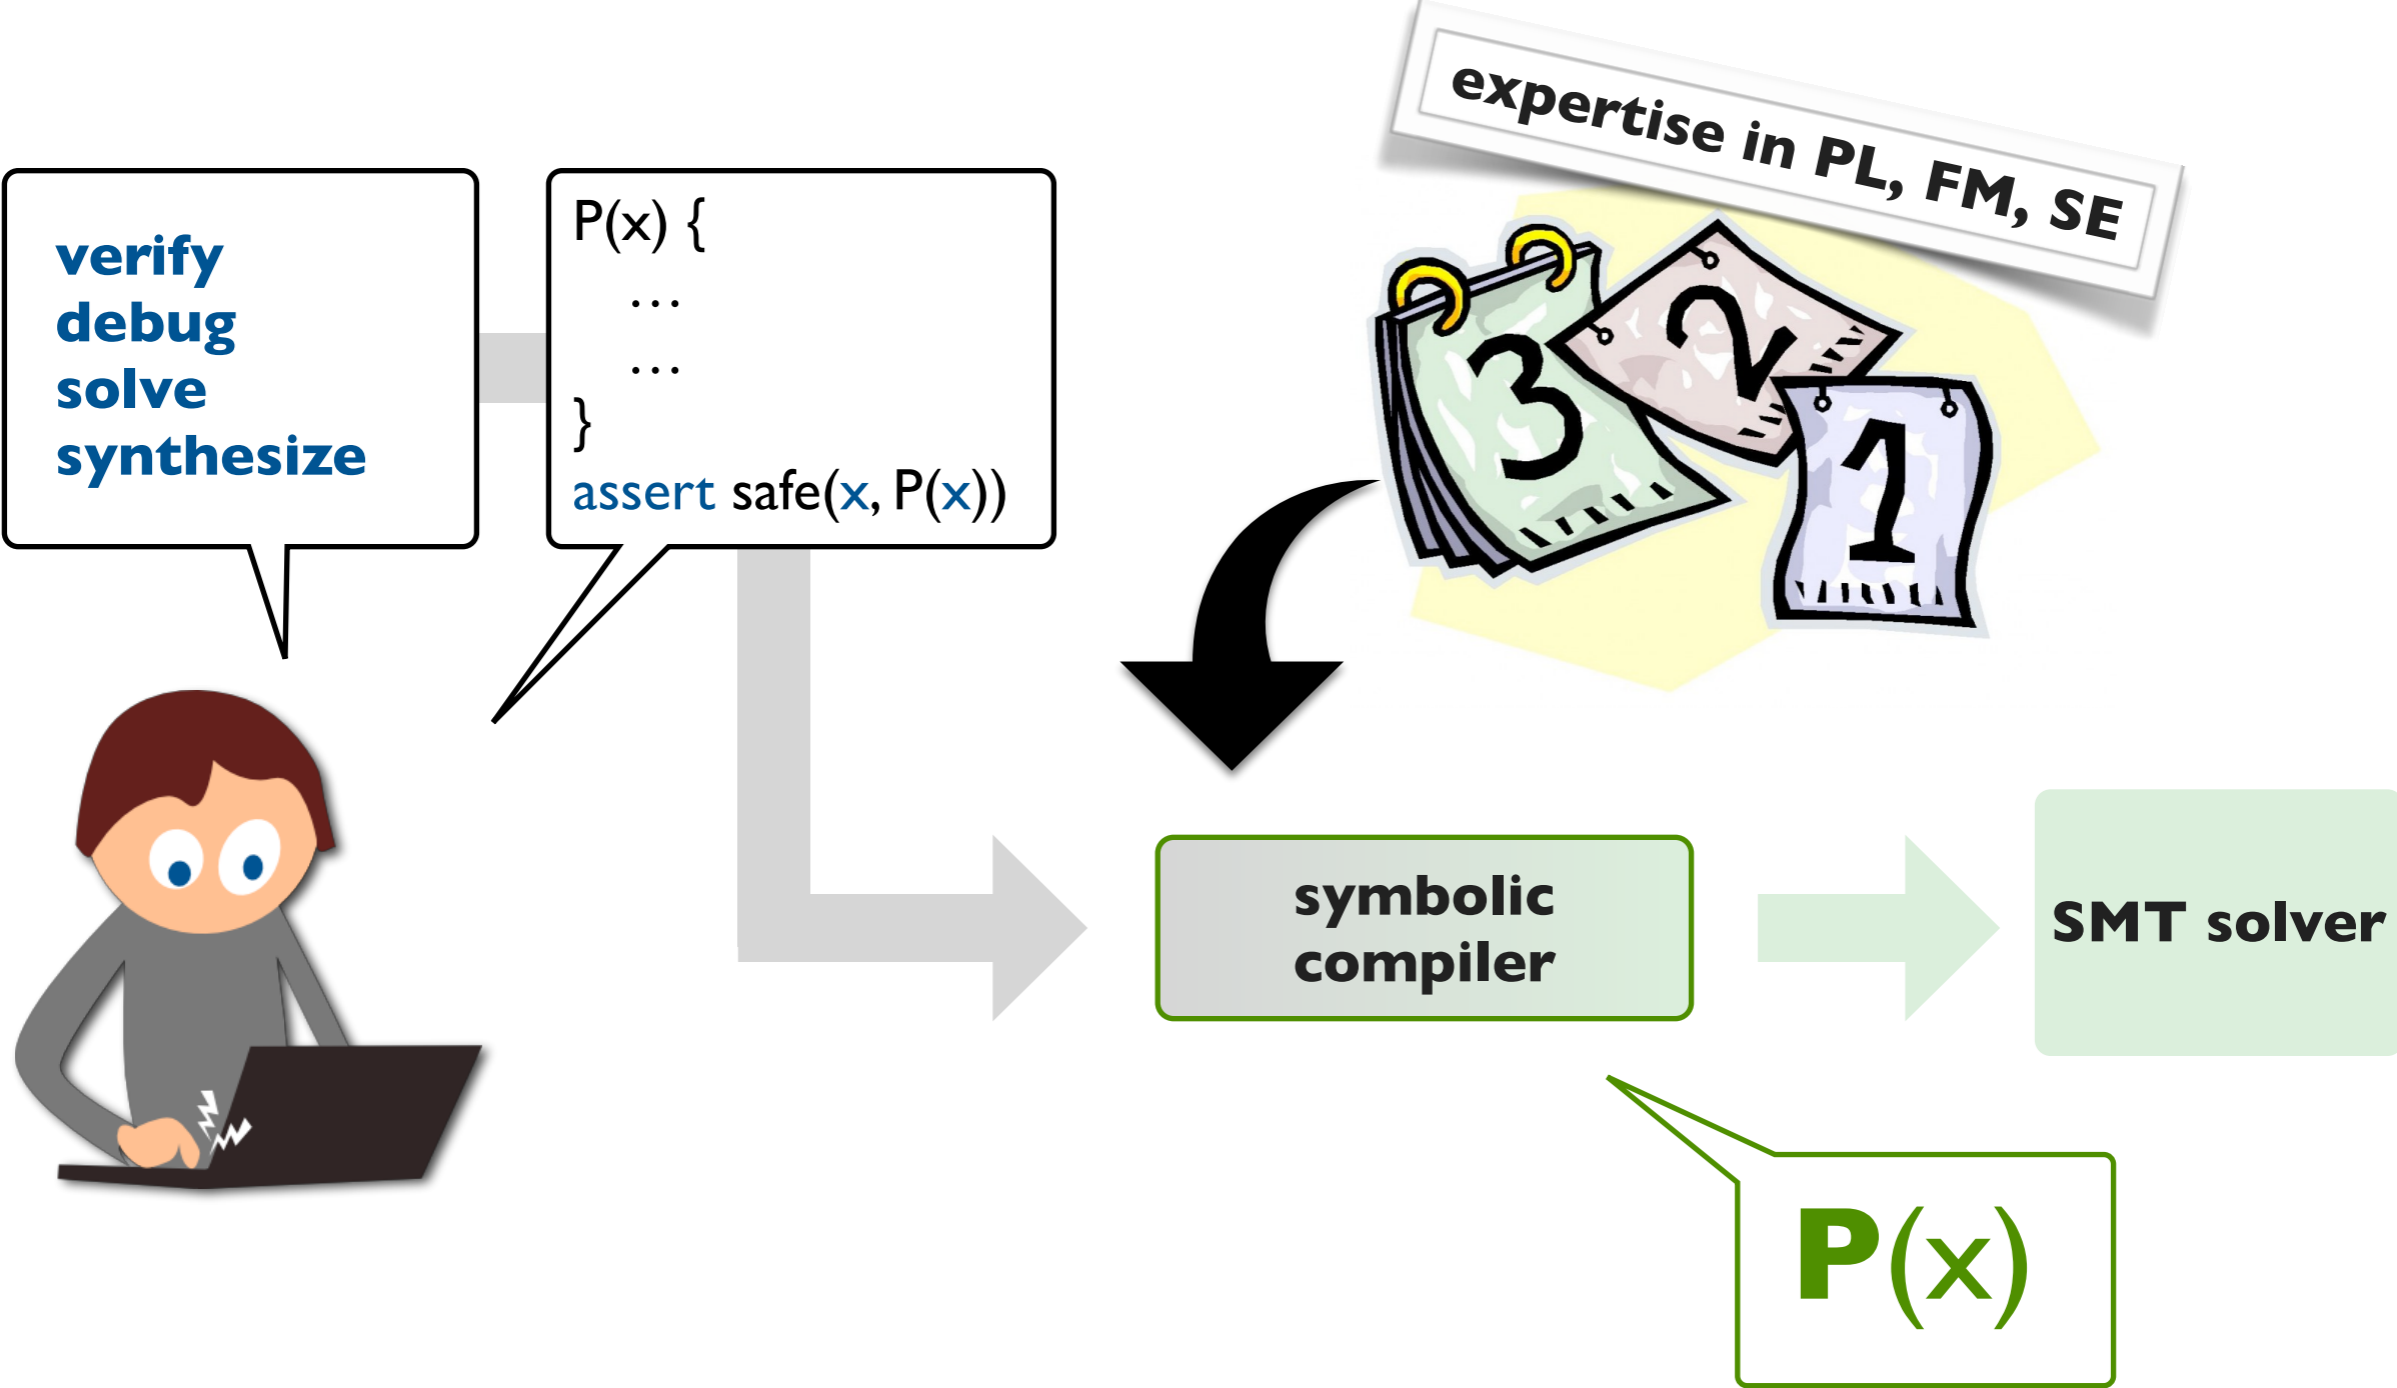 expertise in PL, FM, SE
verify
debug
solve
synthesize
P(x) {
...
...
}
assert safe(x, P(x))
3
2
1
symbolic
compiler
SMT solver
P(x)